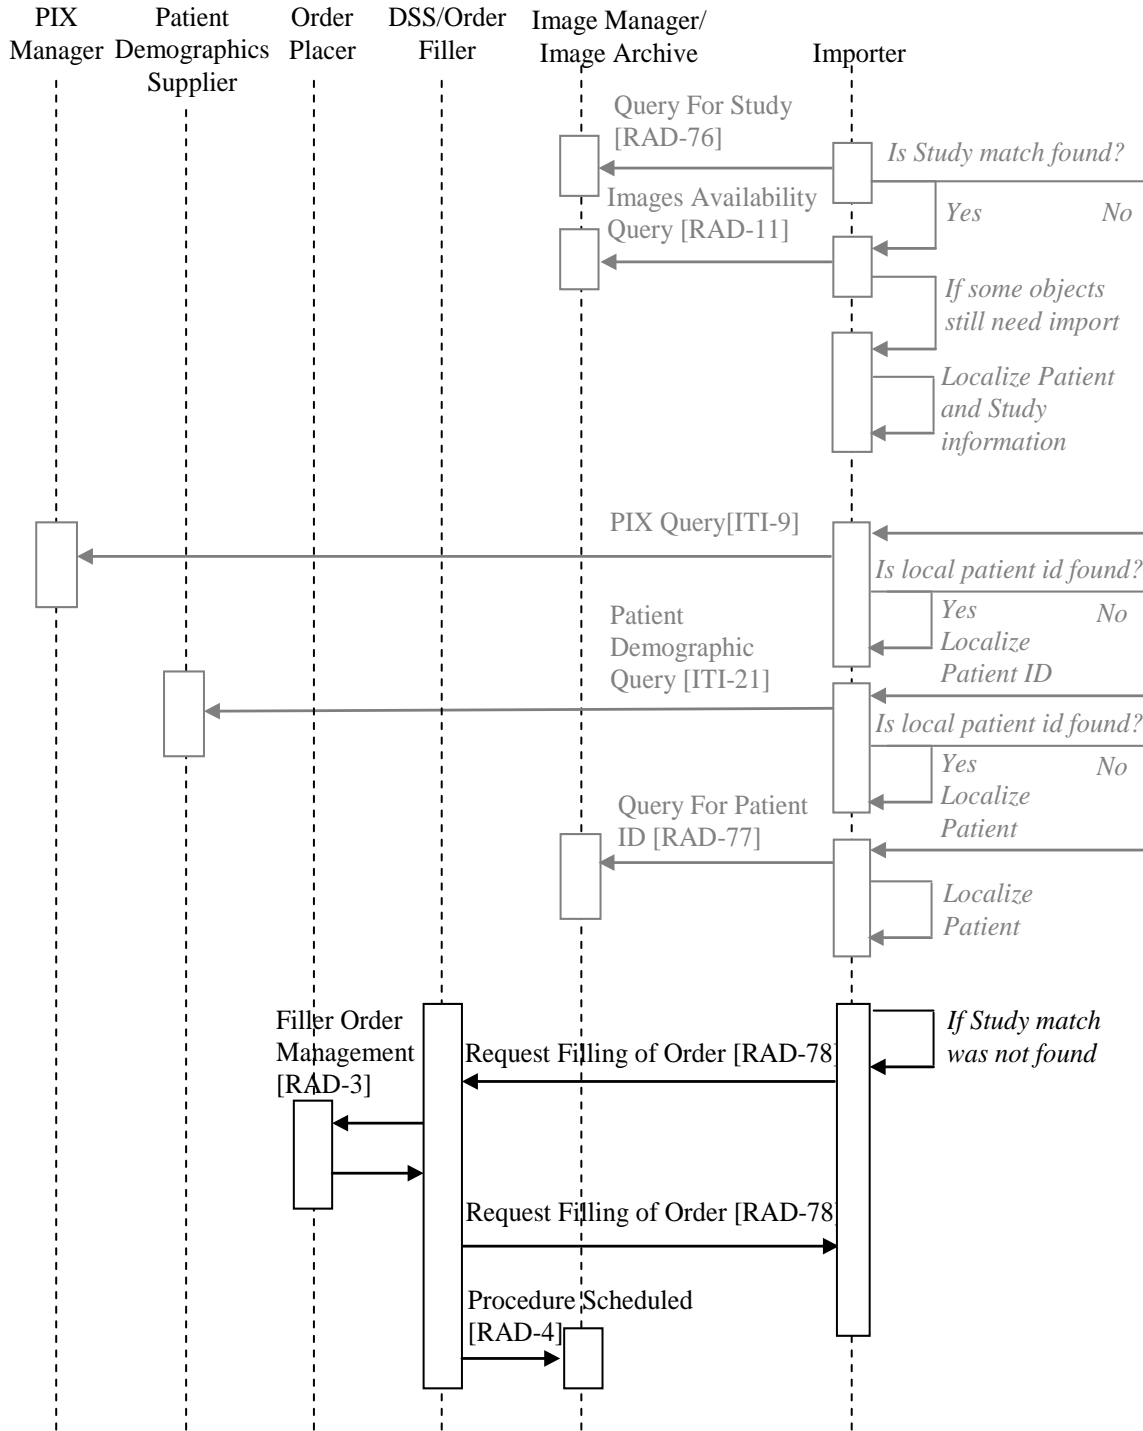 PIX
Manager
Patient
Demographics
Supplier
Order
Placer
DSS/Order
Filler
Image Manager/
Image Archive
Importer
Query For Study
[RAD-76]
Is Study match found?
Yes
No
Images Availability
Query [RAD-11]
If some objects
still need import
Localize Patient
and Study
information
PIX Query[ITI-9]
Is local patient id found?
Yes
No
Localize
Patient ID
Patient
Demographic
Query [ITI-21]
Is local patient id found?
Yes
No
Localize
Patient
Query For Patient
ID [RAD-77]
Localize
Patient
Filler Order
Management
[RAD-3]
Request Filling of Order [RAD-78]
If Study match
was not found
Request Filling of Order [RAD-78]
Procedure Scheduled
[RAD-4]